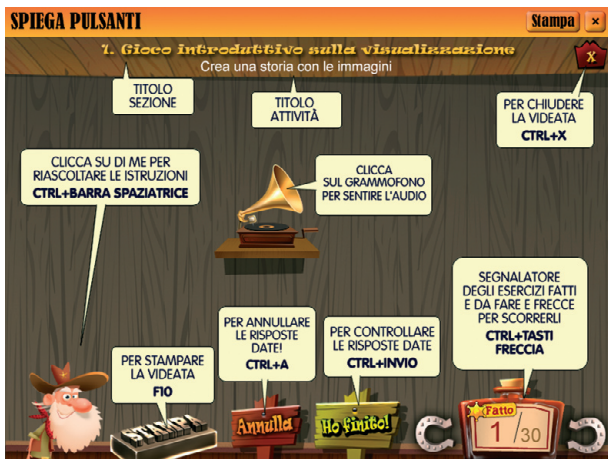 SPIEGA PULSANTI
Stampa ×
1. Gioco introduttivo sulla visualizzazione
Crea una storia con le immagini
X
TITOLO
SEZIONE
TITOLO
ATTIVITÀ
PER CHIUDERE
LA VIDEATA
CTRL+X
CLICCA SU DI ME PER
RIASCOLTARE LE ISTRUZIONI
CTRL+BARRA SPAZIATRICE
CLICCA
SUL GRAMMOFONO
PER SENTIRE L'AUDIO
SEGNALATORE
DEGLI ESERCIZI FATTI
E DA FARE E FRECCE
PER SCORRERLI
CTRL+TASTI
FRECCIA
PER ANNULLARE
LE RISPOSTE
DATE!
CTRL+A
PER CONTROLLARE
LE RISPOSTE DATE
CTRL+INVIO
PER STAMPARE
LA VIDEATA
F10
STAMPA
Annulla
Ho finito!
Fatto
1 /30